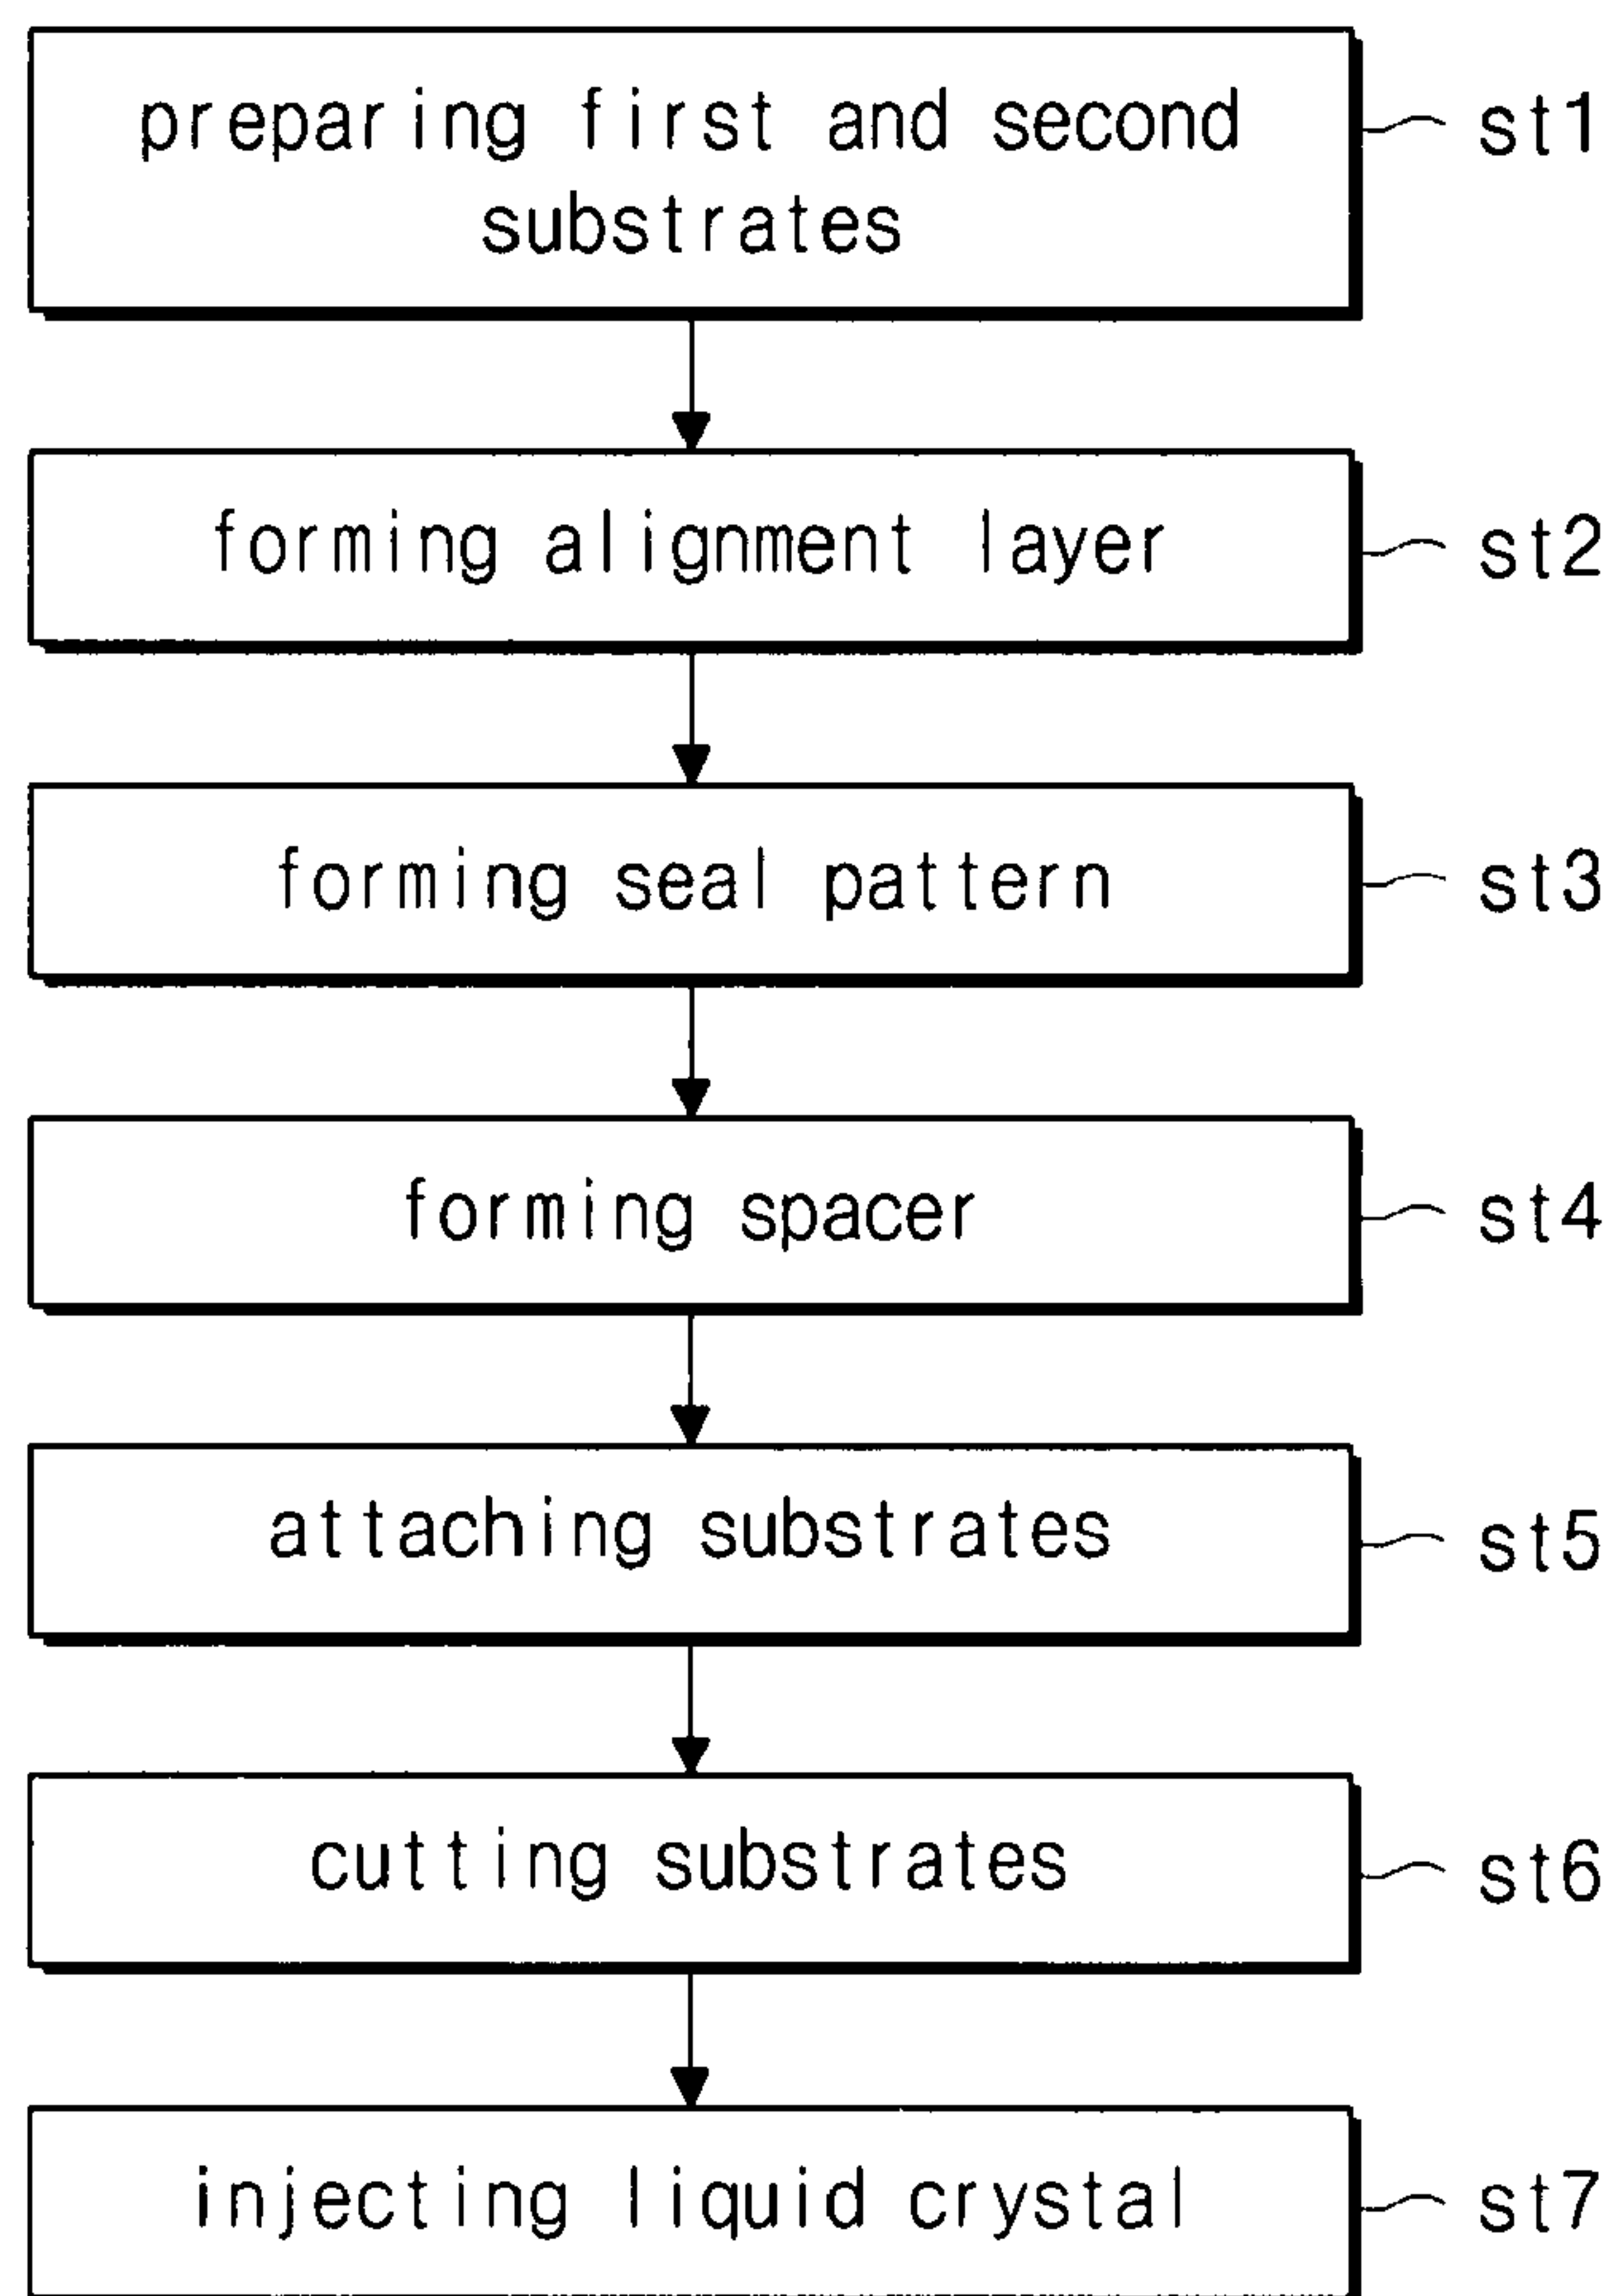 preparing first and second
substrates
st1
forming alignment layer
st2
forming seal pattern
st3
forming spacer
st4
attaching substrates
st5
cutting substrates
st6
injecting liquid crystal
st7